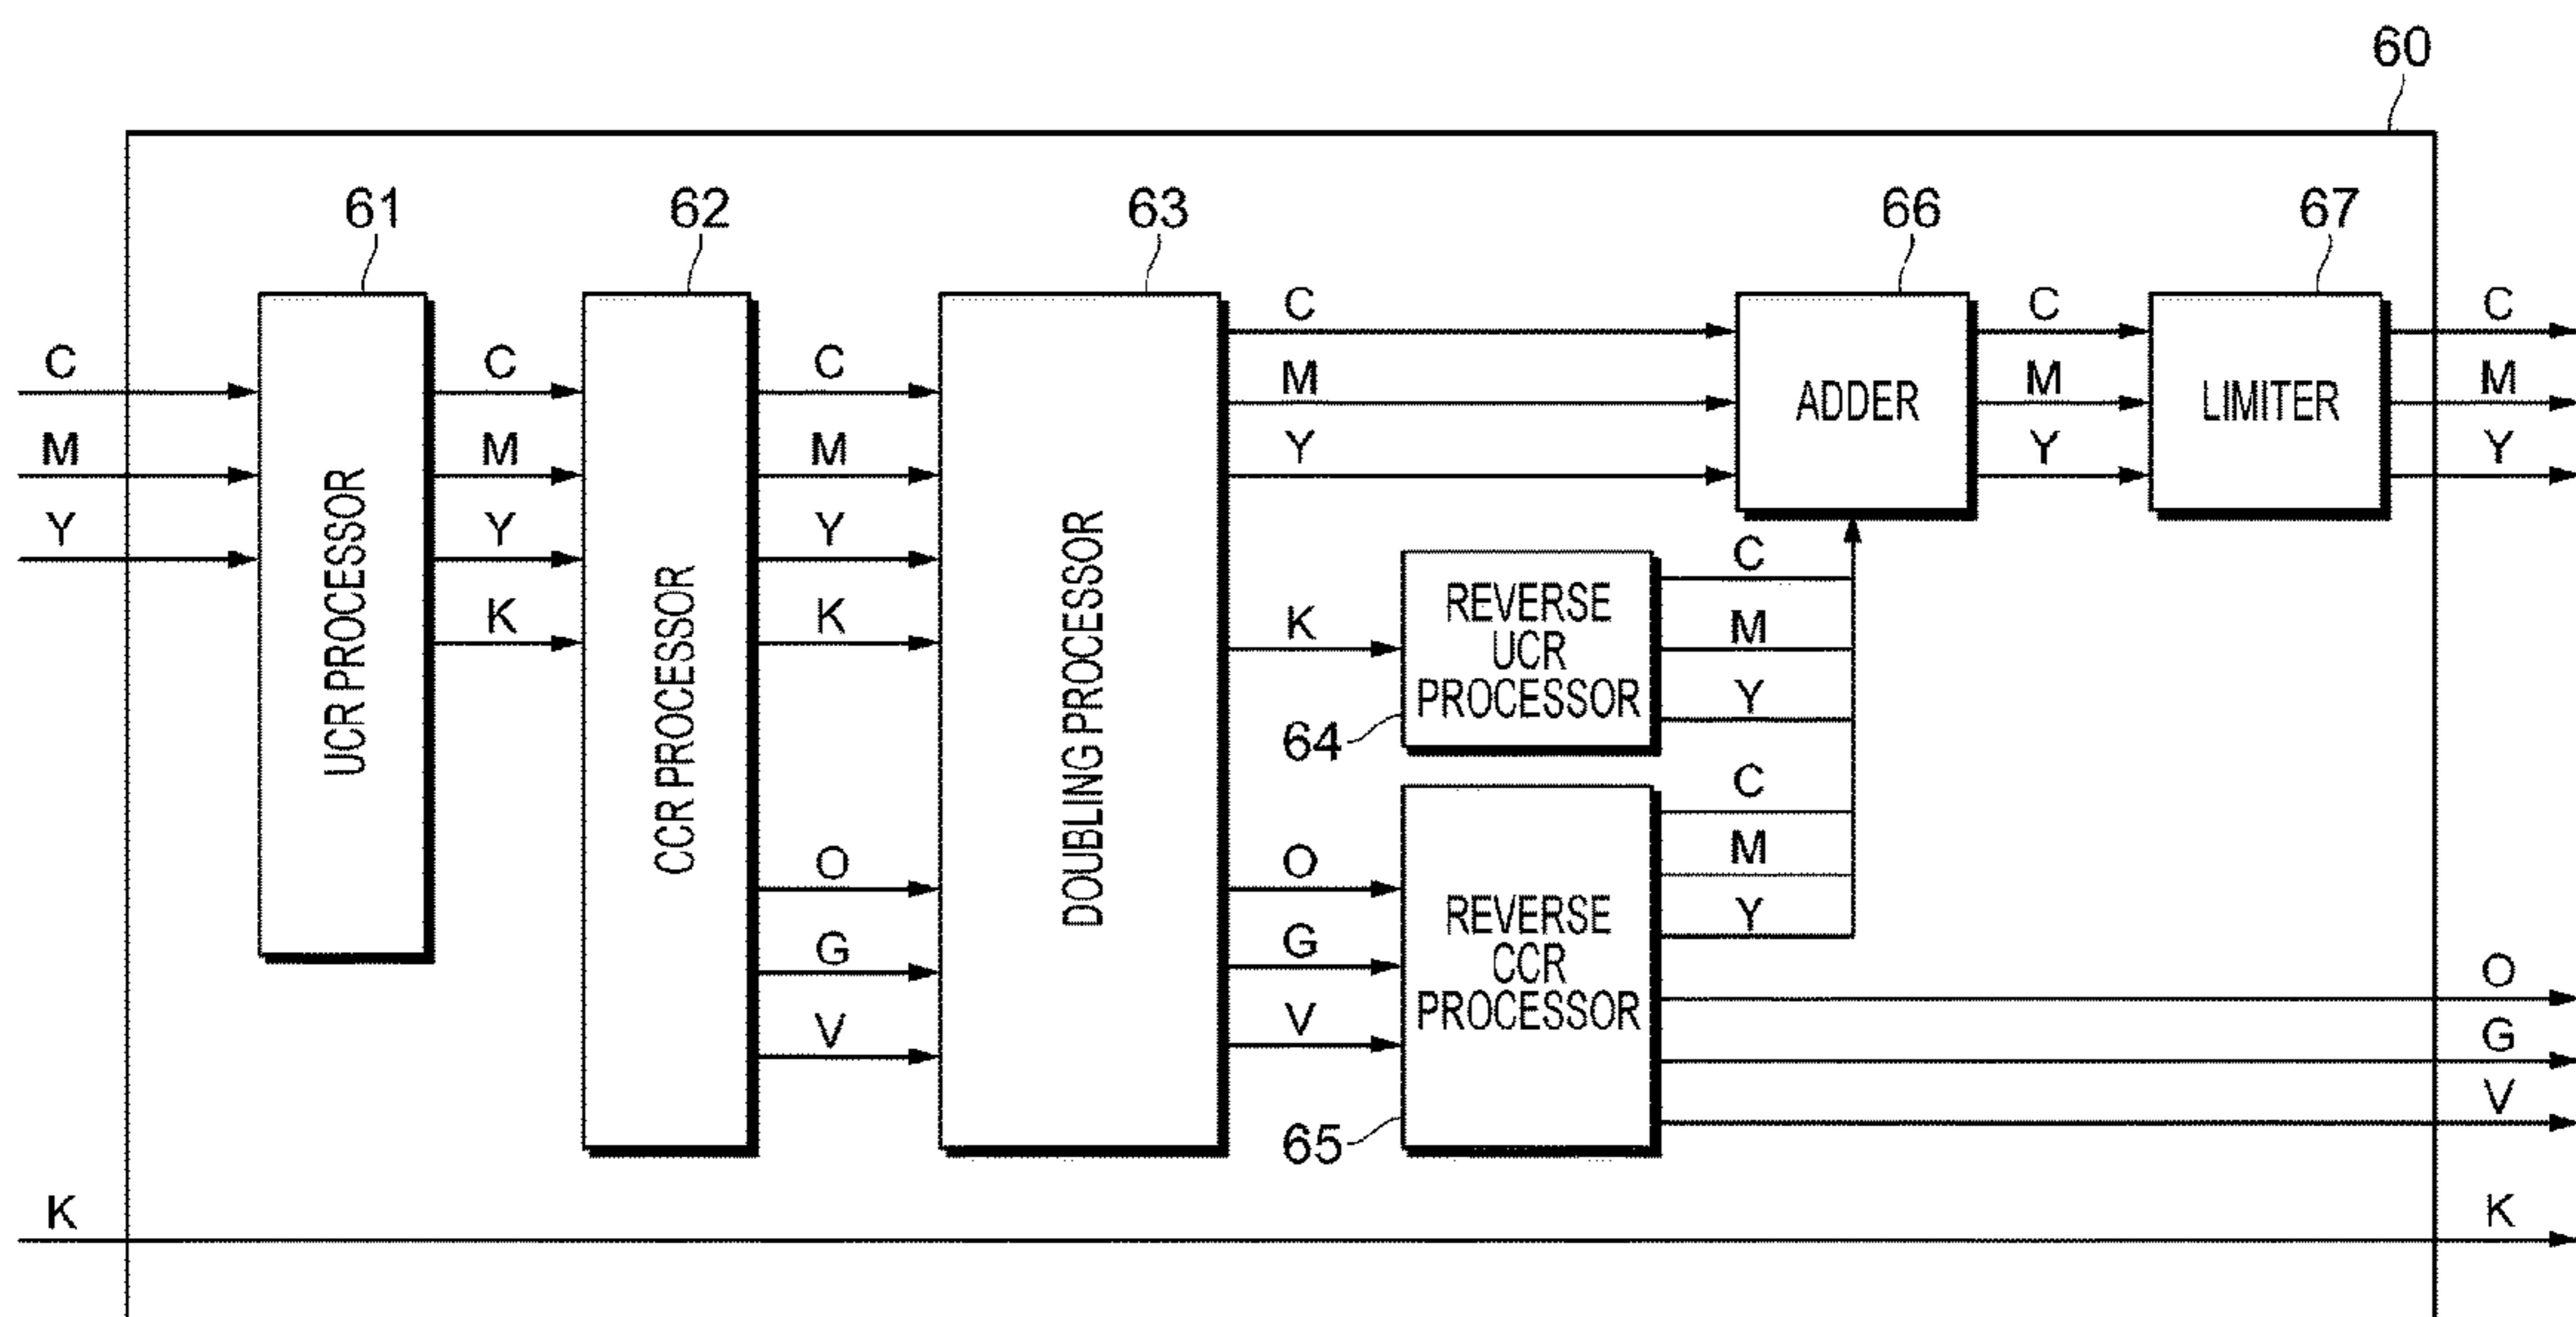 60
61
62
63
66
67
C
M
Y
UCR PROCESSOR
C
M
Y
K
CCR PROCESSOR
C
M
Y
K
O
G
V
DOUBLING PROCESSOR
C
M
Y
K
O
G
V
REVERSE
UCR
PROCESSOR
64
C
M
Y
REVERSE
CCR
PROCESSOR
65
C
M
Y
ADDER
C
M
Y
LIMITER
C
M
Y
O
G
V
K
K